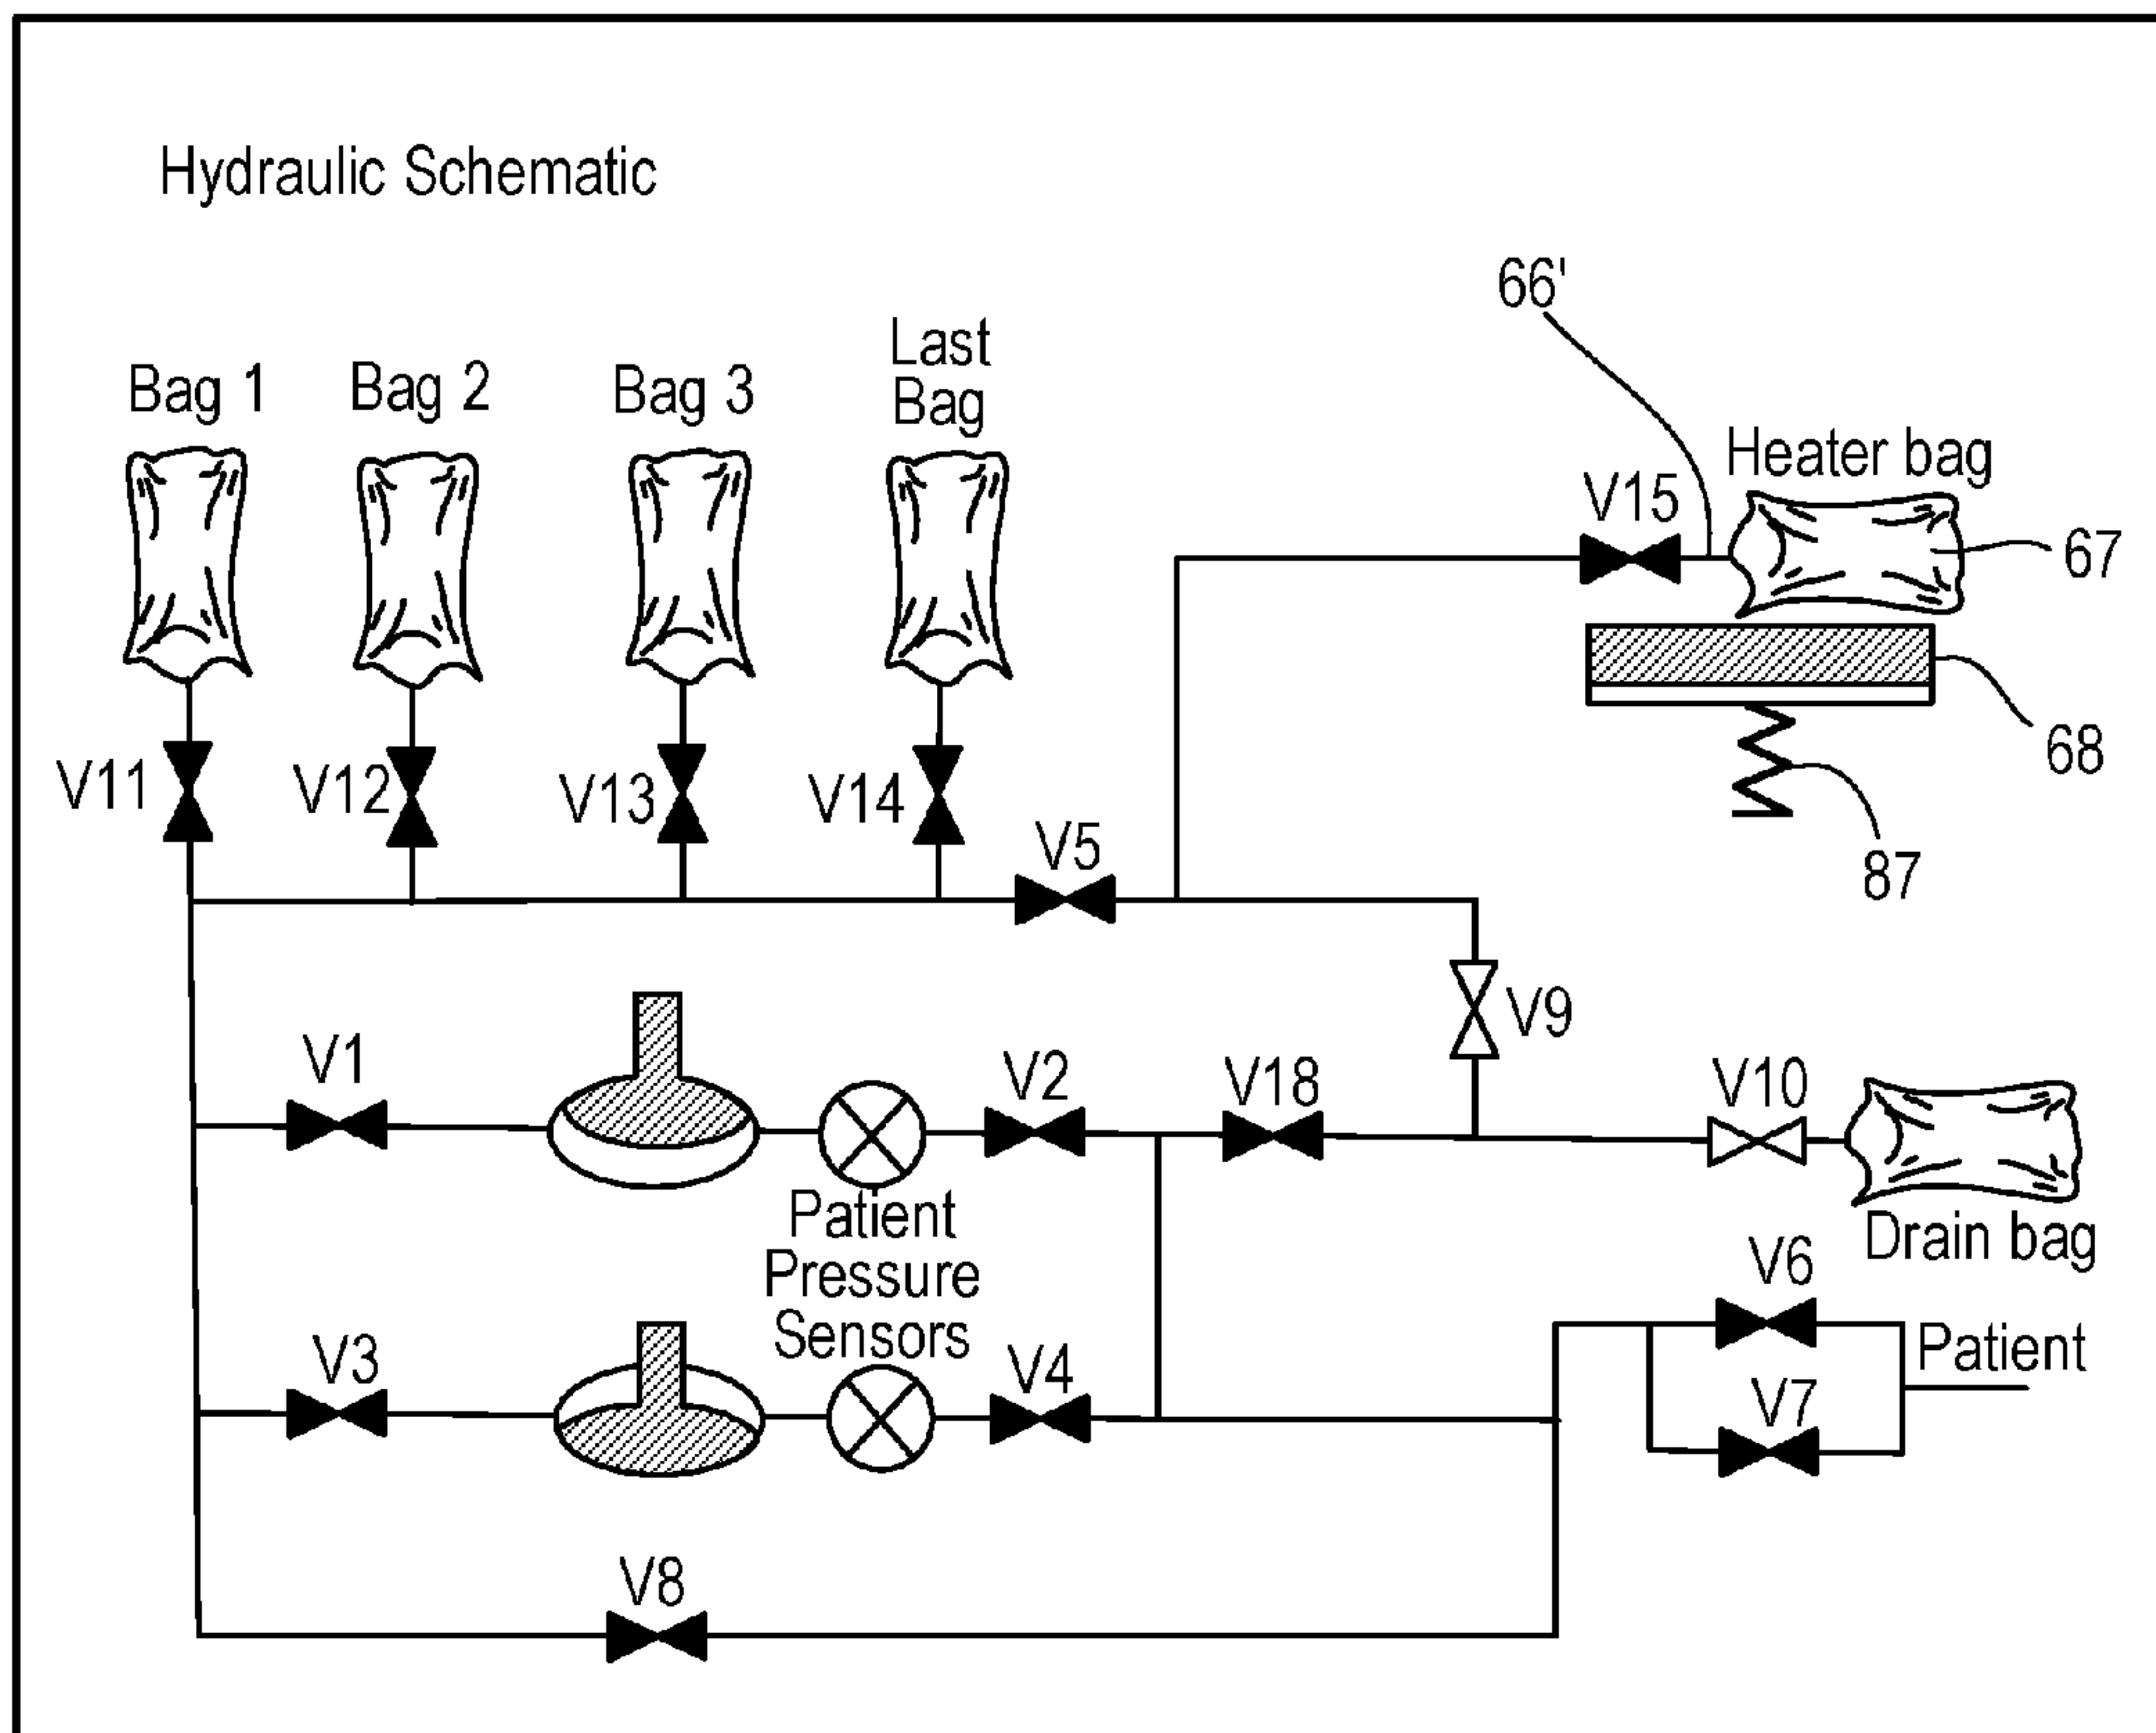 Hydraulic Schematic
66'
Bag 1
Bag 2
Bag 3
Last
Bag
Heater bag
V15
67
68
87
V11
V12
V13
V14
V5
V9
V1
V2
V18
V10
Patient
Pressure
Sensors
Drain bag
V6
Patient
V7
V3
V4
V8